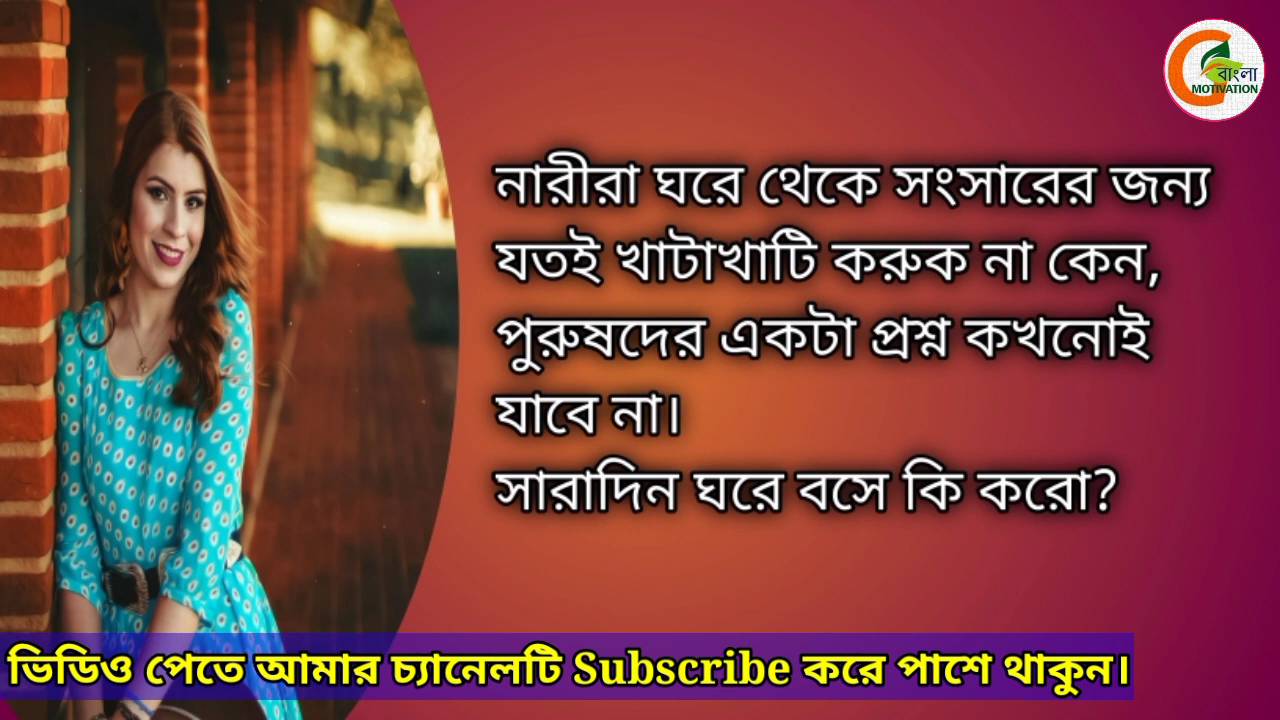 বাংলা
MOTIVATION
নারীরা ঘরে থেকে সংসারের জন্য
যতই খাটাখাটি করুক না কেন,
পুরুষদের একটা প্রশ্ন কখনোই
যাবে না।
সারাদিন ঘরে বসে কি করো?
ভিডিও পেতে আমার চ্যানেলটি Subscribe করে পাশে থাকুন।